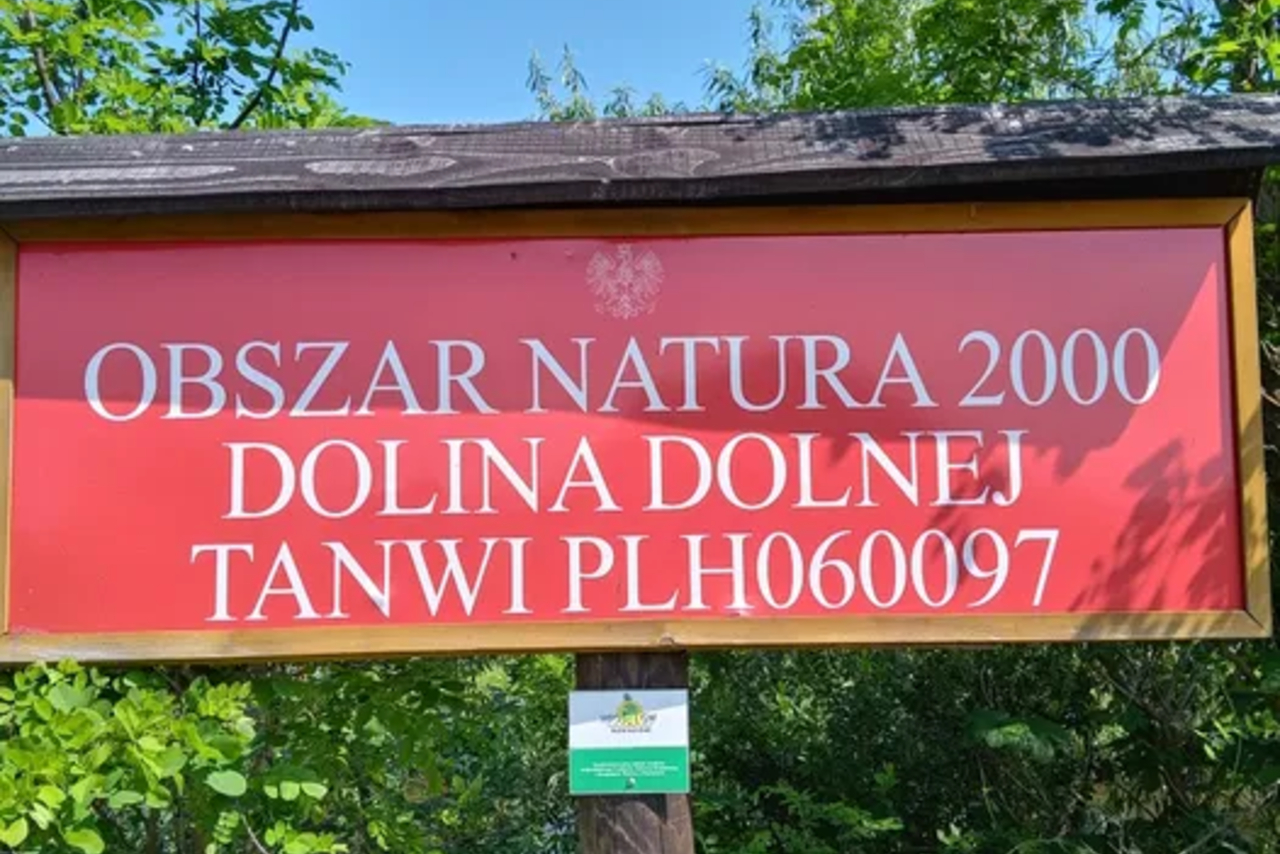 OBSZAR NATURA 2000
DOLINA DOLNEJ
TANWI PLH060097